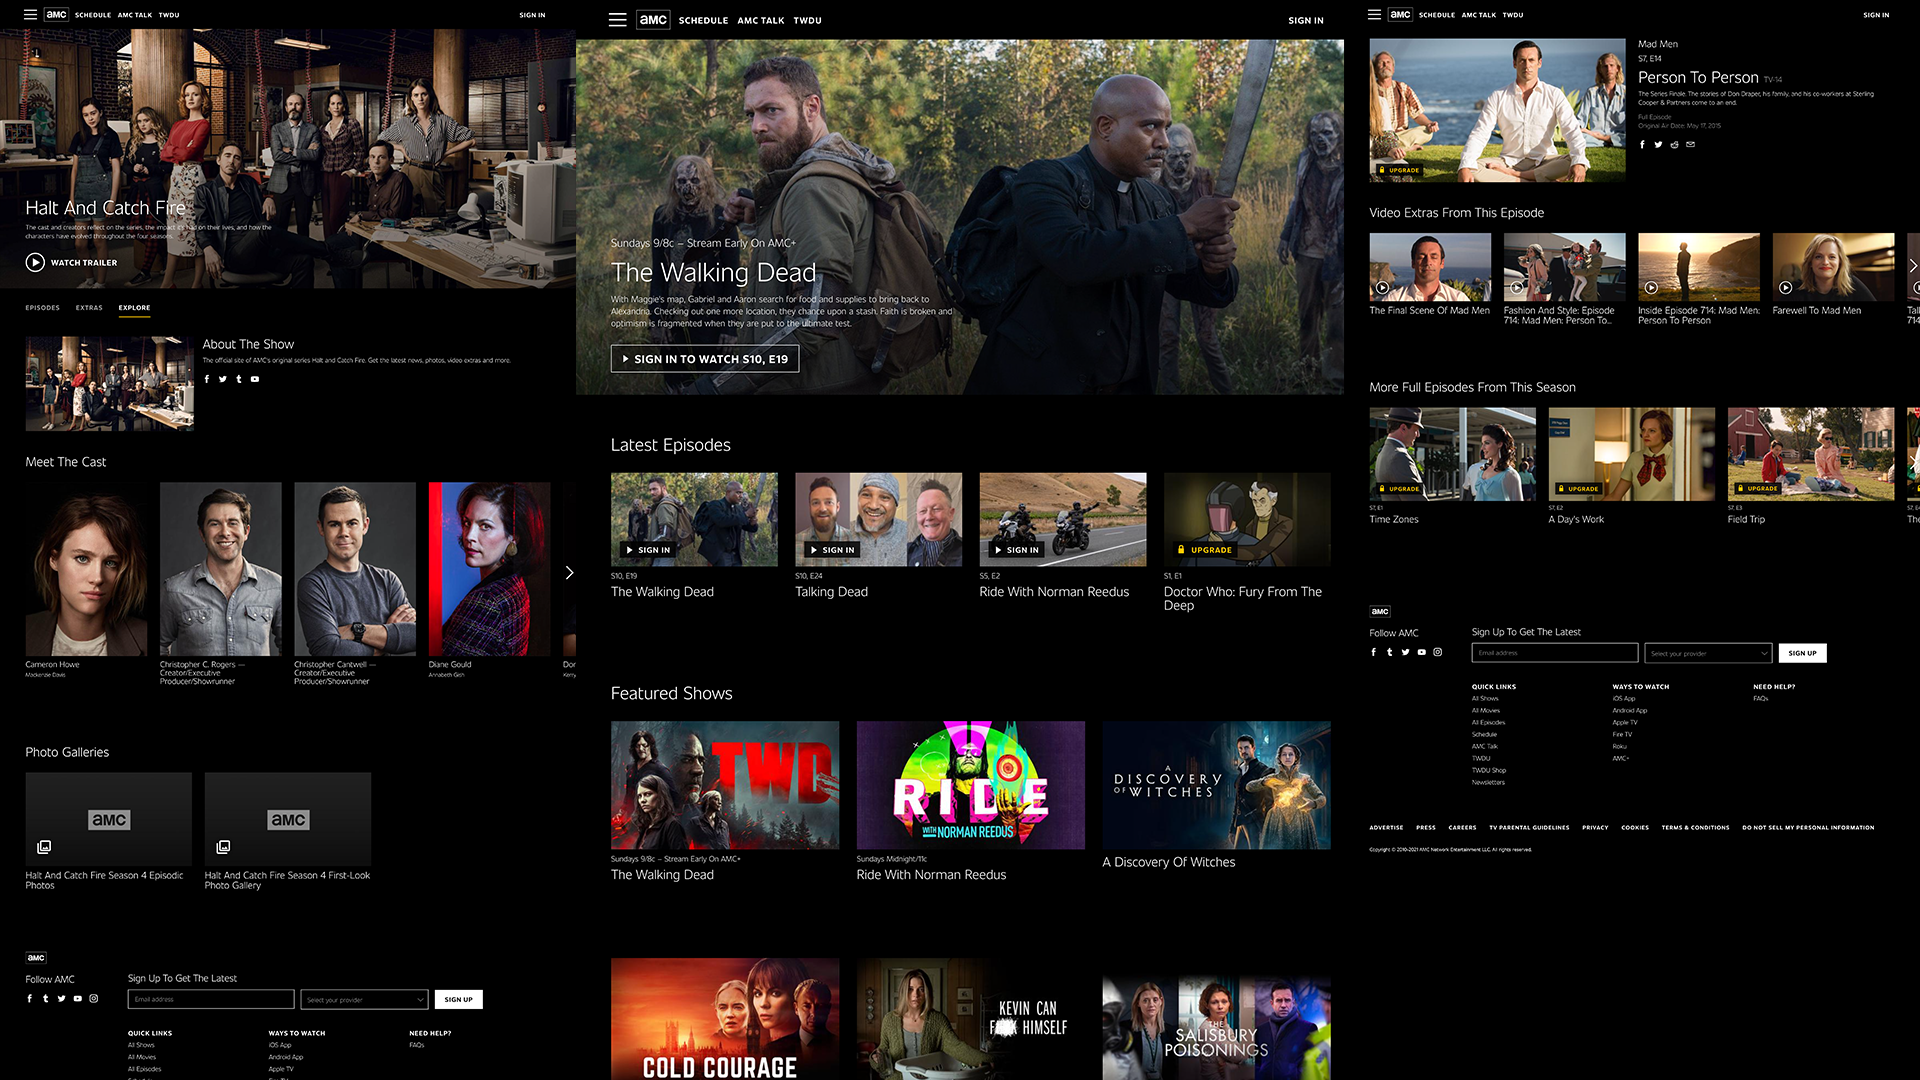 AMC SCHEDULE AMC TALK TWDU SIGN IN
Halt And Catch Fire
The cast and creators reflect on the series, the impact it's had on their lives, and how the
characters have evolved throughout the four seasons.
WATCH TRAILER
EPISODES EXTRAS EXPLORE
About The Show
The official site of AMC's original series Halt and Catch Fire. Get the latest news, photos, video extras and more.
Meet The Cast
Cameron Howe
Mackenzie Davis
Christopher C. Rogers —
Creator/Executive
Producer/Showrunner
Christopher Cantwell —
Creator/Executive
Producer/Showrunner
Diane Gould
Annabeth Gish
Don
Kerry
Photo Galleries
AMC
AMC
Halt And Catch Fire Season 4 Episodic
Photos
Halt And Catch Fire Season 4 First-Look
Photo Gallery
AMC
Follow AMC
Sign Up To Get The Latest
Email address
Select your provider
SIGN UP
QUICK LINKS
All Shows
All Movies
All Episodes
Schedule
WAYS TO WATCH
iOS App
Android App
Apple TV
Fire TV
NEED HELP?
FAQs
AMC SCHEDULE AMC TALK TWDU SIGN IN
Sundays 9/8c – Stream Early On AMC+
The Walking Dead
With Maggie's map, Gabriel and Aaron search for food and supplies to bring back to
Alexandria. Checking out one more location, they chance upon a stash. Faith is broken and
optimism is fragmented when they are put to the ultimate test.
SIGN IN TO WATCH S10, E19
Latest Episodes
SIGN IN
S10, E19
The Walking Dead
SIGN IN
S10, E24
Talking Dead
SIGN IN
S5, E2
Ride With Norman Reedus
UPGRADE
S1, E1
Doctor Who: Fury From The
Deep
Featured Shows
TWD
Sundays 9/8c – Stream Early On AMC+
The Walking Dead
RIDE
WITH NORMAN REEDUS
Sundays Midnight/11c
Ride With Norman Reedus
A
DISCOVERY
OF WITCHES
A Discovery Of Witches
COLD COURAGE
KEVIN CAN
F**K HIMSELF
THE
SALISBURY
POISONINGS
AMC SCHEDULE AMC TALK TWDU SIGN IN
UPGRADE
Mad Men
S7, E14
Person To Person TV-14
The Series Finale. The stories of Don Draper, his family, and his co-workers at Sterling
Cooper & Partners come to an end.
Full Episode
Original Air Date: May 17, 2015
Video Extras From This Episode
The Final Scene Of Mad Men
Fashion And Style: Episode
714: Mad Men: Person To...
Inside Episode 714: Mad Men:
Person To Person
Farewell To Mad Men
Tal
714
More Full Episodes From This Season
UPGRADE
S7, E1
Time Zones
UPGRADE
S7, E2
A Day's Work
UPGRADE
S7, E3
Field Trip
The
AMC
Follow AMC
Sign Up To Get The Latest
Email address
Select your provider
SIGN UP
QUICK LINKS
All Shows
All Movies
All Episodes
Schedule
AMC Talk
TWDU
TWDU Shop
Newsletters
WAYS TO WATCH
iOS App
Android App
Apple TV
Fire TV
Roku
AMC+
NEED HELP?
FAQs
ADVERTISE PRESS CAREERS TV PARENTAL GUIDELINES PRIVACY COOKIES TERMS & CONDITIONS DO NOT SELL MY PERSONAL INFORMATION
Copyright © 2010-2021 AMC Network Entertainment LLC. All rights reserved.